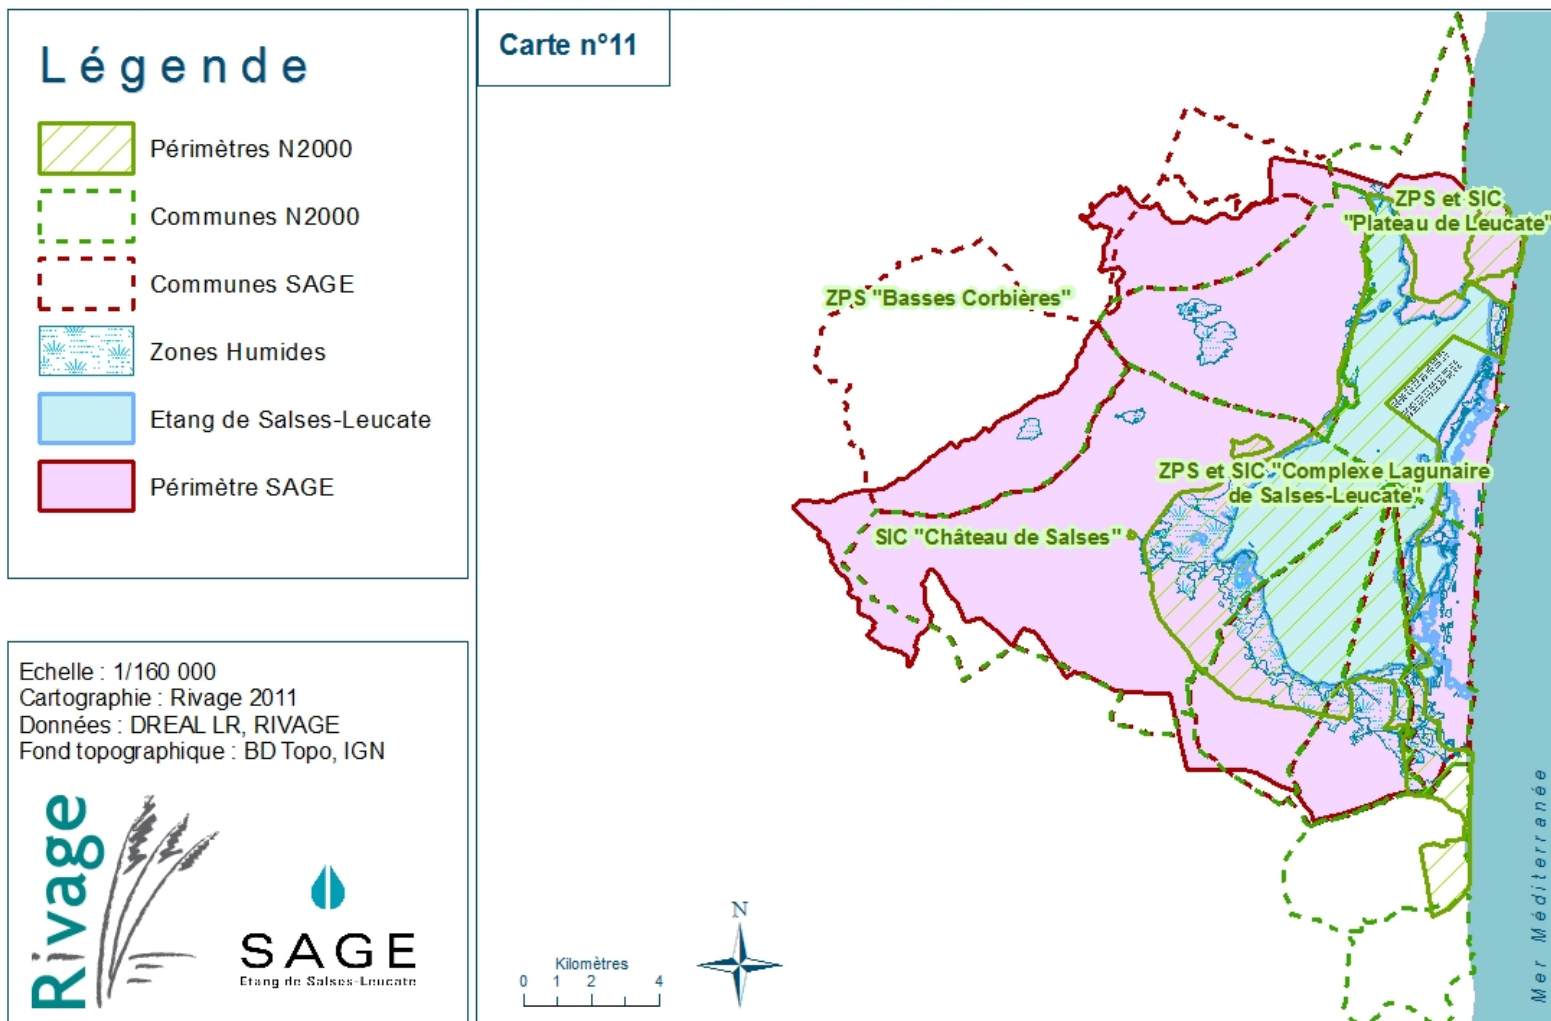 Légende
Périmètres N2000
Communes N2000
Communes SAGE
Zones Humides
Etang de Salses-Leucate
Périmètre SAGE
Echelle : 1/160 000
Cartographie : Rivage 2011
Données : DREAL LR, RIVAGE
Fond topographique : BD Topo, IGN
Rivage
SAGE
Etang de Salses-Leucate
Carte n°11
ZPS et SIC
"Plateau de Leucate"
ZPS "Basses Corbières"
ZPS et SIC "Complexe Lagunaire
de Salses-Leucate"
SIC "Château de Salses"
N
Kilomètres
0 1 2 4
Mer Méditerranée